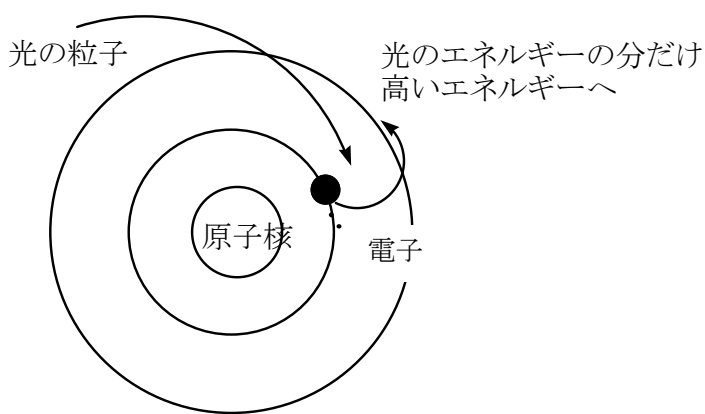 光の粒子
光のエネルギーの分だけ
高いエネルギーへ
原子核
電子